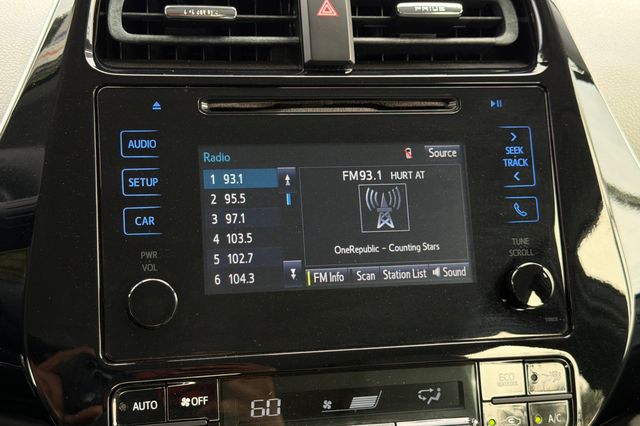 PRIUS
PRIUS
AUDIO
SETUP
CAR
PWR
VOL
Radio
Source
1 93.1
2 95.5
3 97.1
4 103.5
5 102.7
6 104.3
FM93.1 HURT AT
OneRepublic - Counting Stars
FM Info Scan Station List Sound
SEEK
TRACK
TUNE
SCROLL
AUTO
OFF
60
ECO
A/C